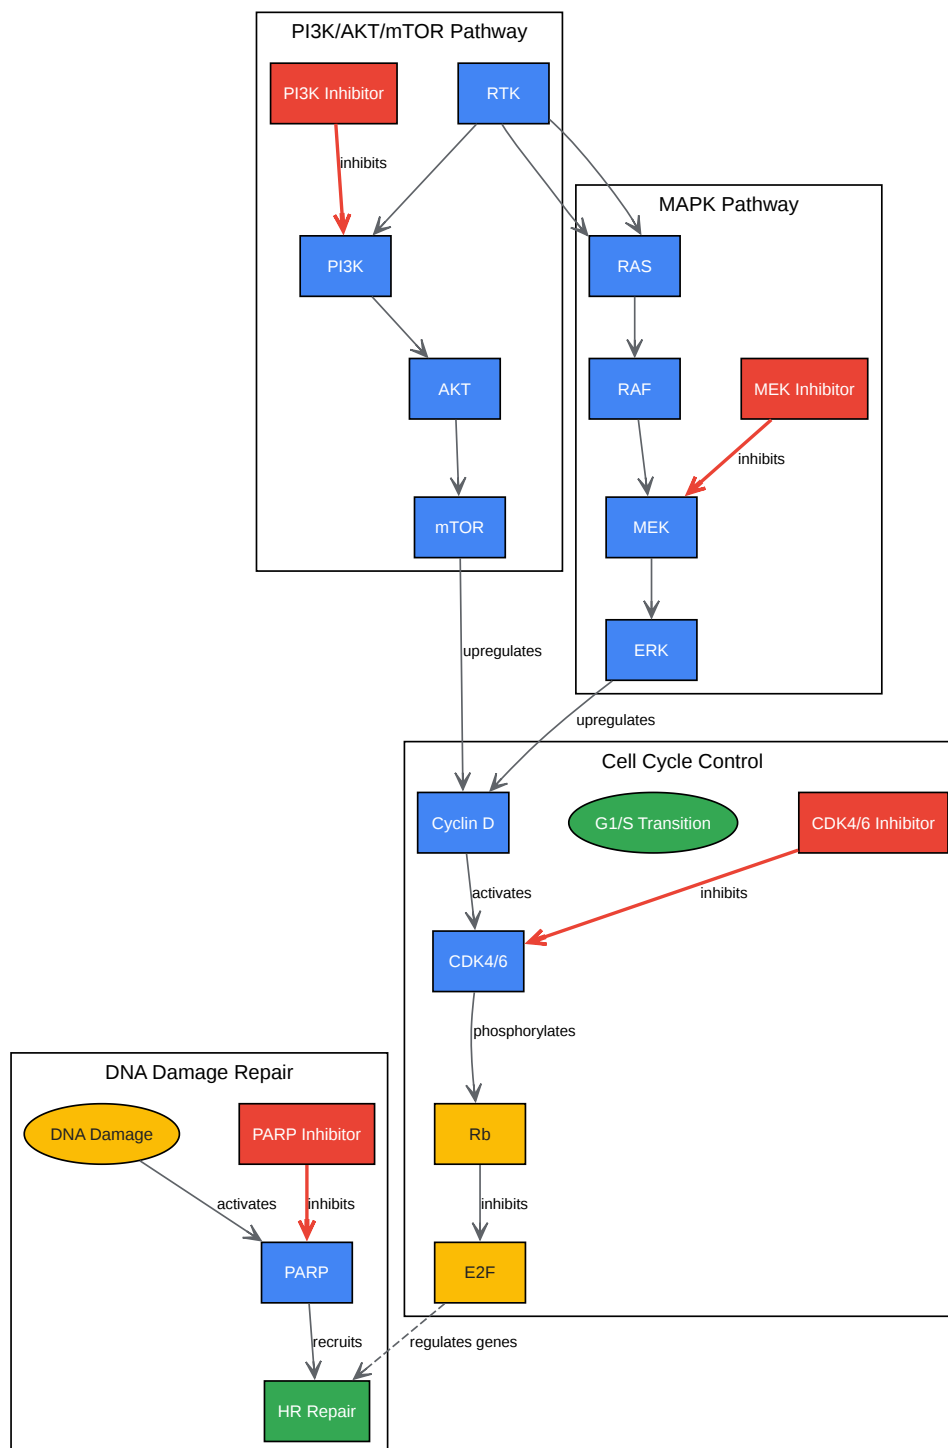 PI3K/AKT/mTOR Pathway
PI3K Inhibitor
RTK
inhibits
MAPK Pathway
PI3K
RAS
AKT
RAF
MEK Inhibitor
inhibits
mTOR
MEK
ERK
upregulates
upregulates
Cell Cycle Control
Cyclin D
G1/S Transition
CDK4/6 Inhibitor
activates
inhibits
CDK4/6
phosphorylates
DNA Damage Repair
DNA Damage
PARP Inhibitor
Rb
activates
inhibits
inhibits
PARP
E2F
recruits
regulates genes
HR Repair